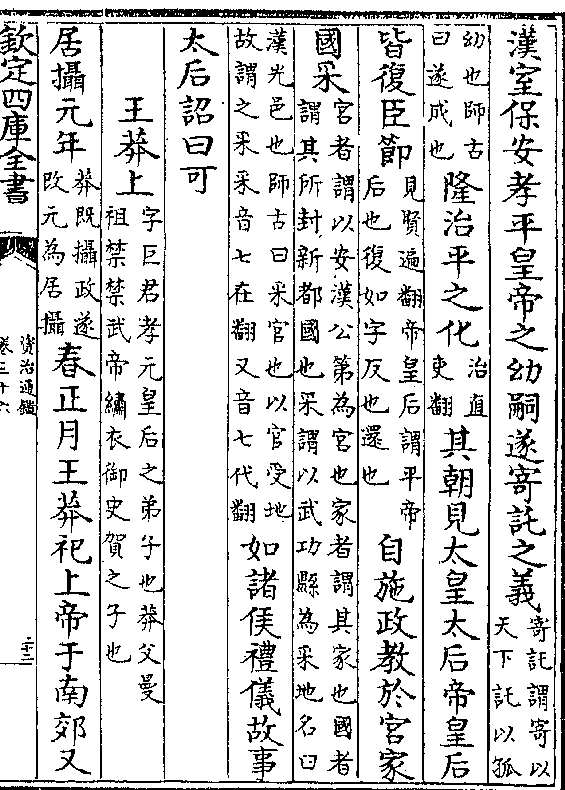 漢室保安孝平皇帝之幼嗣遂寄託之義寄託謂寄以天下託以孤
幼也師古曰遂成也隆治平之化治直吏翻其朝見太皇太后帝皇后
皆復臣節見賢遍翻帝皇后謂平帝后也復如字反也還也自施政教於宮家
國采宮者謂以安漢公第為宮也家者謂其家也國者謂其所封新都國也采謂以武功縣為采地名曰
漢光邑也師古曰采官也以官受地故謂之采采音七在翻又音七代翻如諸侯禮儀故事
太后詔曰可
王莽上字巨君孝元皇后之弟子也莽父曼祖禁禁武帝繡衣御史賀之子也
居攝元年莽既攝政遂改元為居攝春正月王莽祀上帝于南郊又
欽定四庫全書
資治通鑑
卷三十六